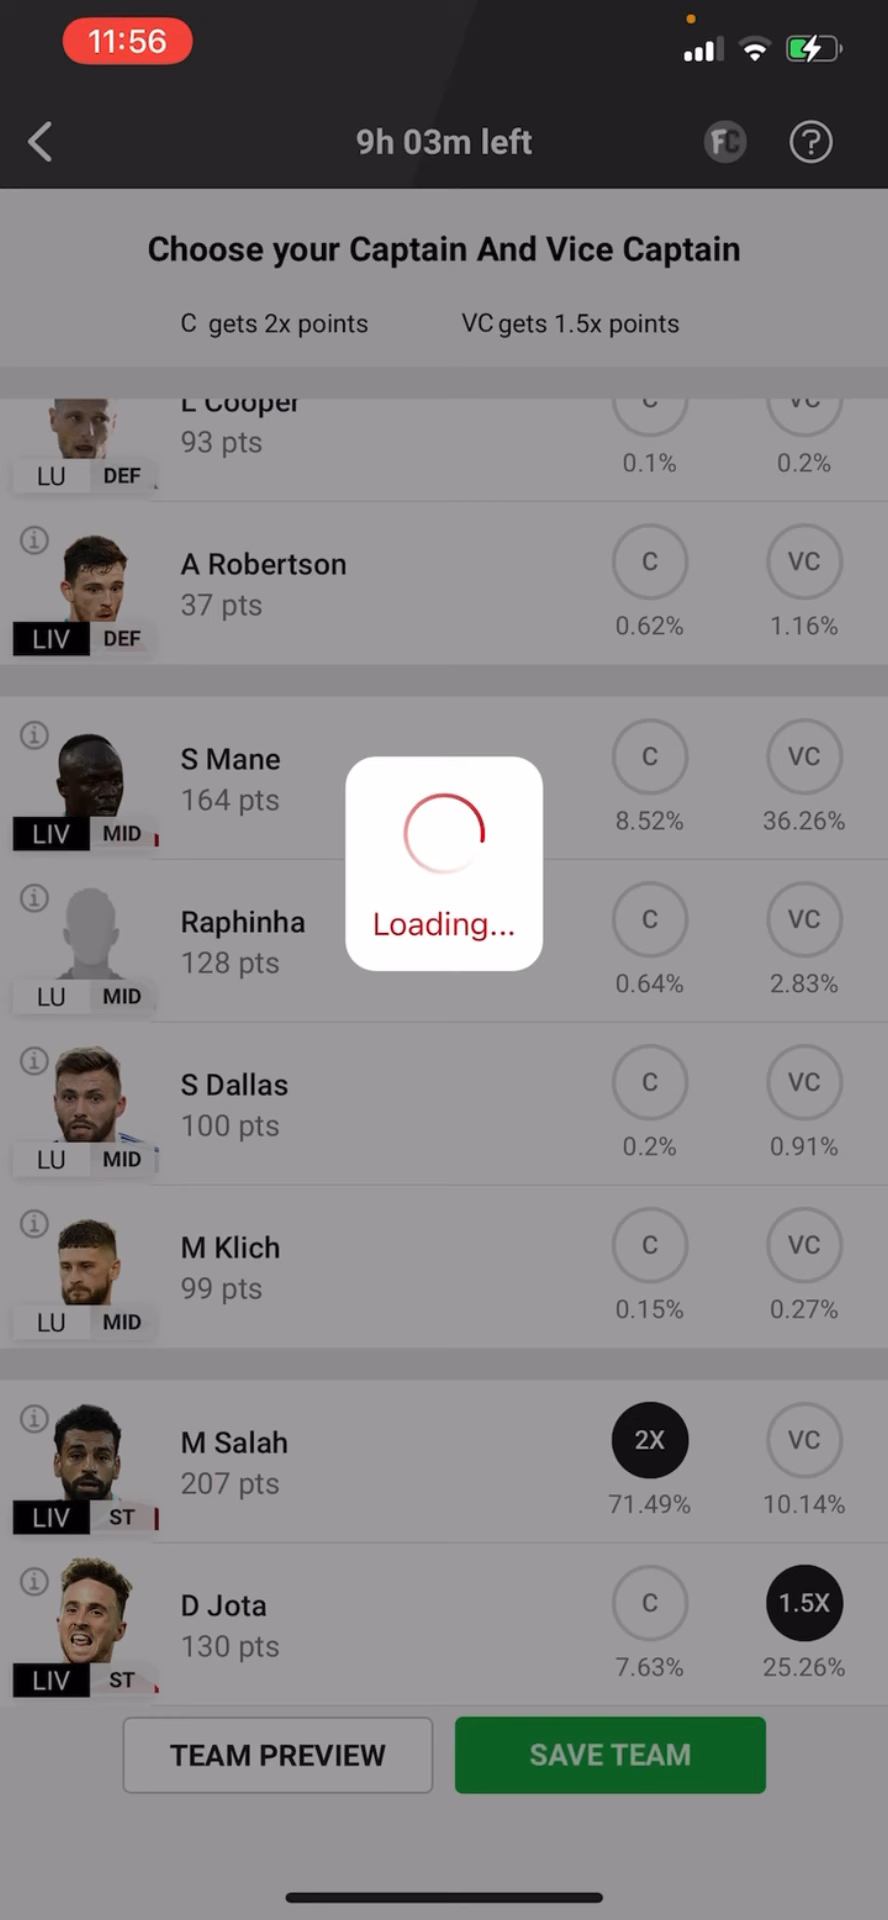 11:56
9h 03m left
FC
Choose your Captain And Vice Captain
C gets 2x points
VC gets 1.5x points
L Cooper
C
VC
93 pts
0.1%
0.2%
LU DEF
A Robertson
C
VC
37 pts
0.62%
1.16%
LIV DEF
S Mane
C
VC
164 pts
8.52%
36.26%
LIV MID
Loading...
Raphinha
C
VC
128 pts
0.64%
2.83%
LU MID
S Dallas
C
VC
100 pts
0.2%
0.91%
LU MID
M Klich
C
VC
99 pts
0.15%
0.27%
LU MID
M Salah
2X
VC
207 pts
71.49%
10.14%
LIV ST
D Jota
C
1.5X
130 pts
7.63%
25.26%
LIV ST
TEAM PREVIEW
SAVE TEAM